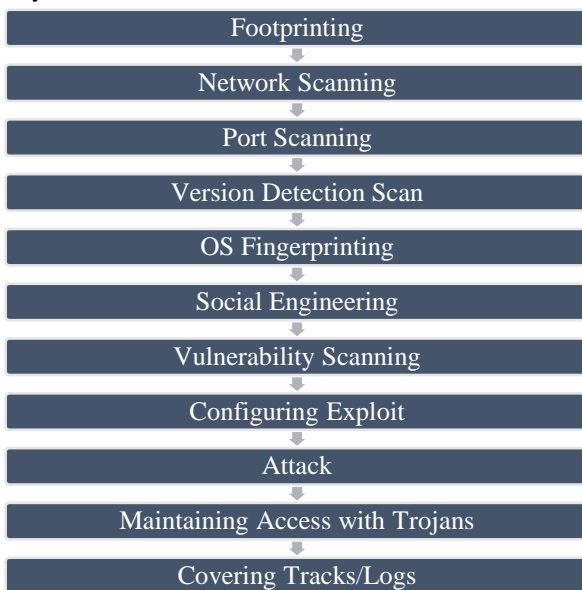 Footprinting
Network Scanning
Port Scanning
Version Detection Scan
OS Fingerprinting
Social Engineering
Vulnerability Scanning
Configuring Exploit
Attack
Maintaining Access with Trojans
Covering Tracks/Logs